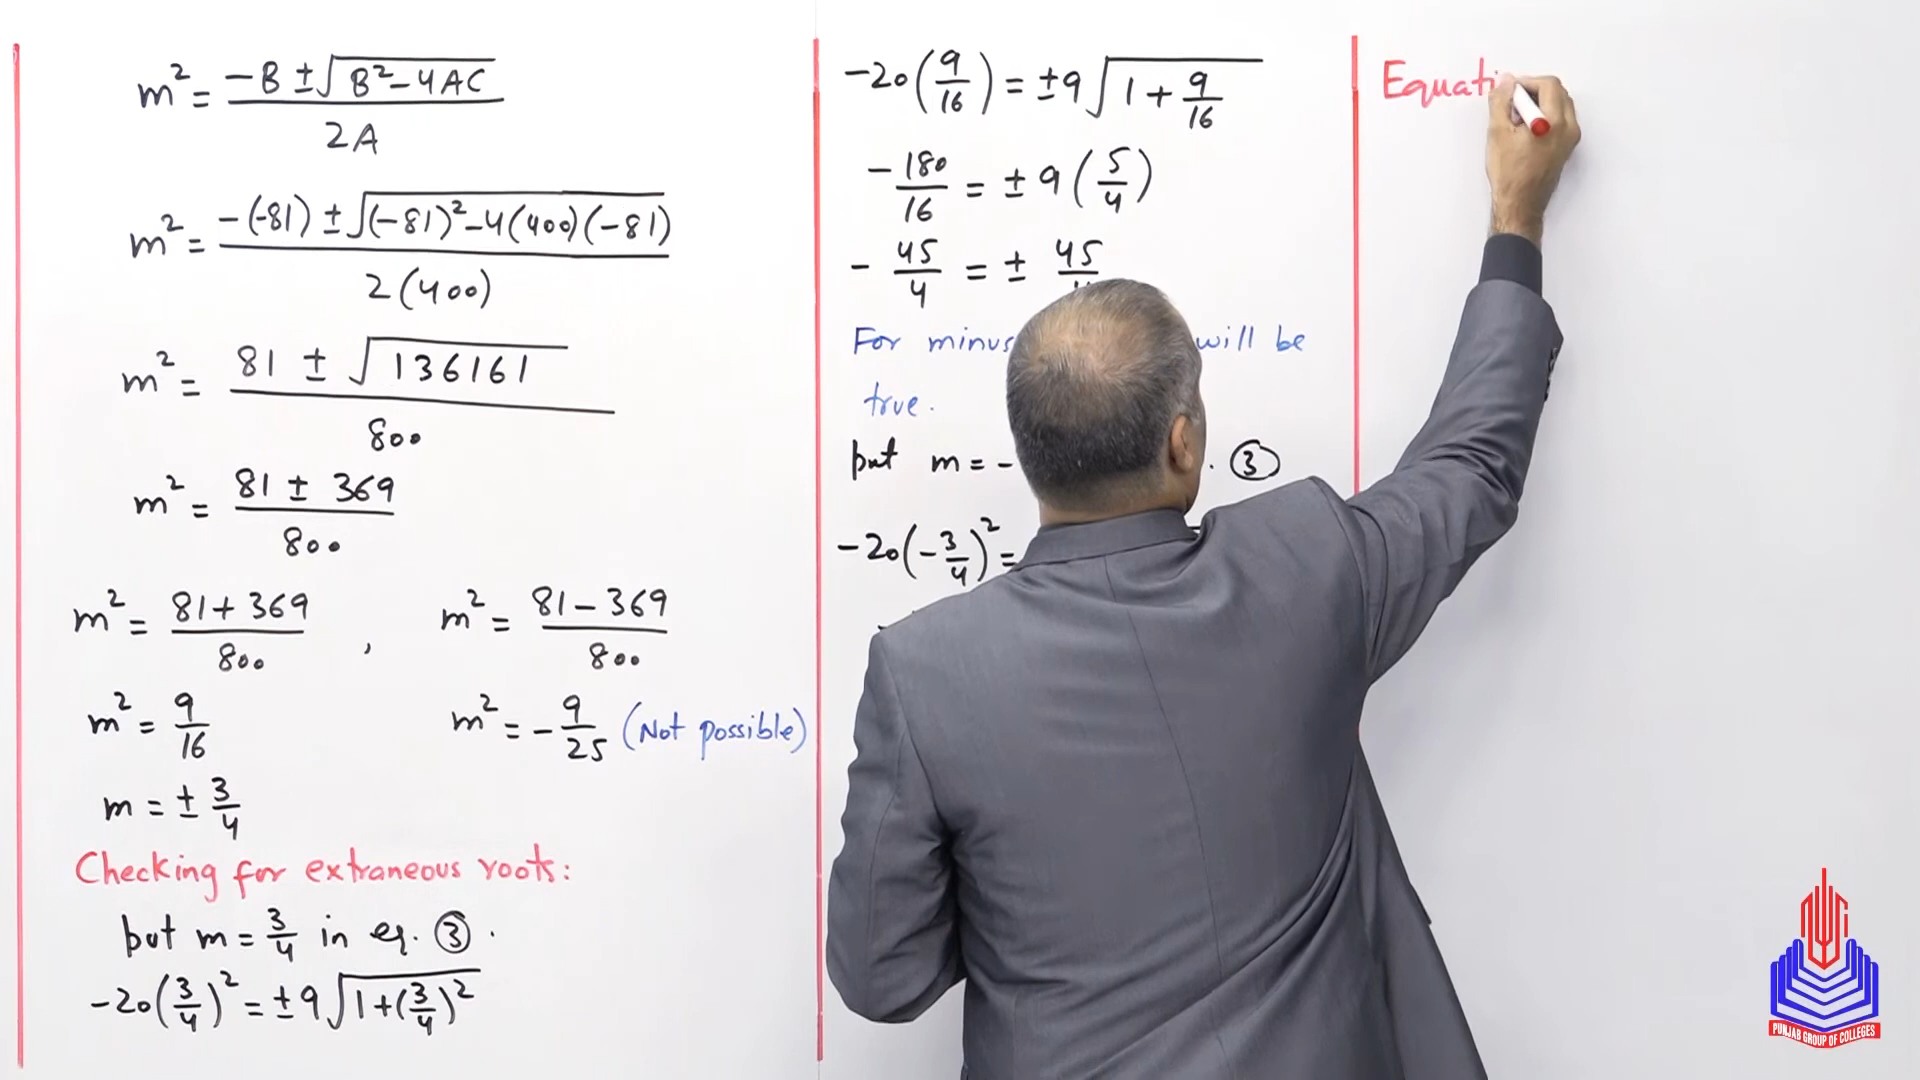 m² = (-B ± √(B² - 4AC)) / 2A
m² = (-(-81) ± √((-81)² - 4(400)(-81))) / 2(400)
m² = (81 ± √136161) / 800
m² = (81 ± 369) / 800
m² = (81 + 369) / 800 , m² = (81 - 369) / 800
m² = 9/16 m² = -9/25 (Not possible)
m = ± 3/4
Checking for extraneous roots:
put m = 3/4 in eq. ③.
-20(3/4)² = ±9√(1+(3/4)²)
-20(9/16) = ±9√(1 + 9/16)
-180/16 = ±9(5/4)
-45/4 = ± 45/
For minus will be
true.
put m = - . ③
-20(-3/4)² =
Equati
PUNJAB GROUP OF COLLEGES